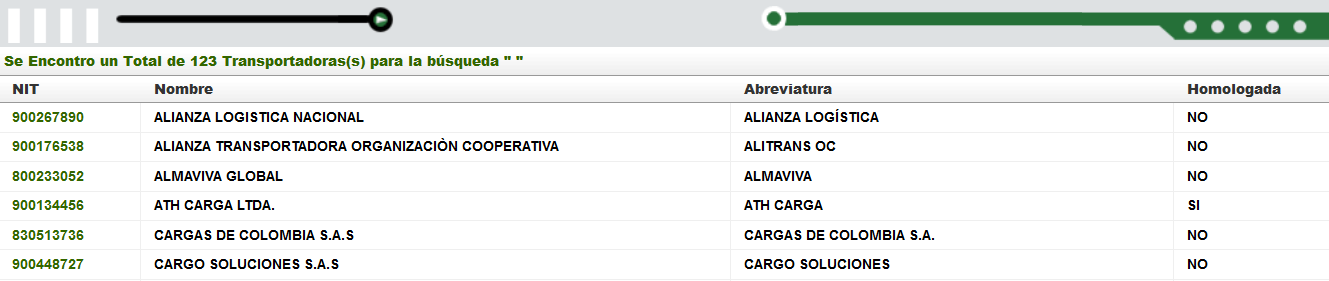 Se Encontro un Total de 123 Transportadoras(s) para la búsqueda " "
NIT Nombre Abreviatura Homologada
900267890 ALIANZA LOGISTICA NACIONAL ALIANZA LOGÍSTICA NO
900176538 ALIANZA TRANSPORTADORA ORGANIZACIÒN COOPERATIVA ALITRANS OC NO
800233052 ALMAVIVA GLOBAL ALMAVIVA NO
900134456 ATH CARGA LTDA. ATH CARGA SI
830513736 CARGAS DE COLOMBIA S.A.S CARGAS DE COLOMBIA S.A. NO
900448727 CARGO SOLUCIONES S.A.S CARGO SOLUCIONES NO